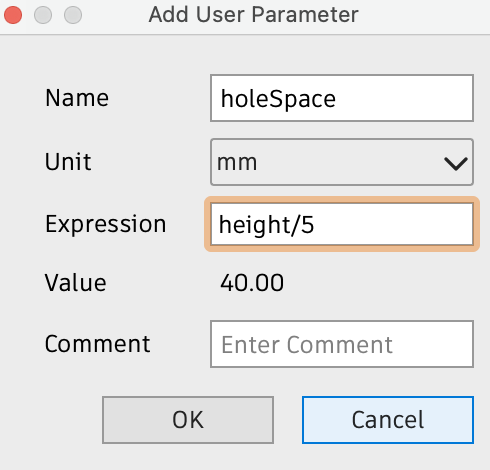 Add User Parameter
Name holeSpace
Unit mm
Expression height/5
Value 40.00
Comment Enter Comment
OK Cancel